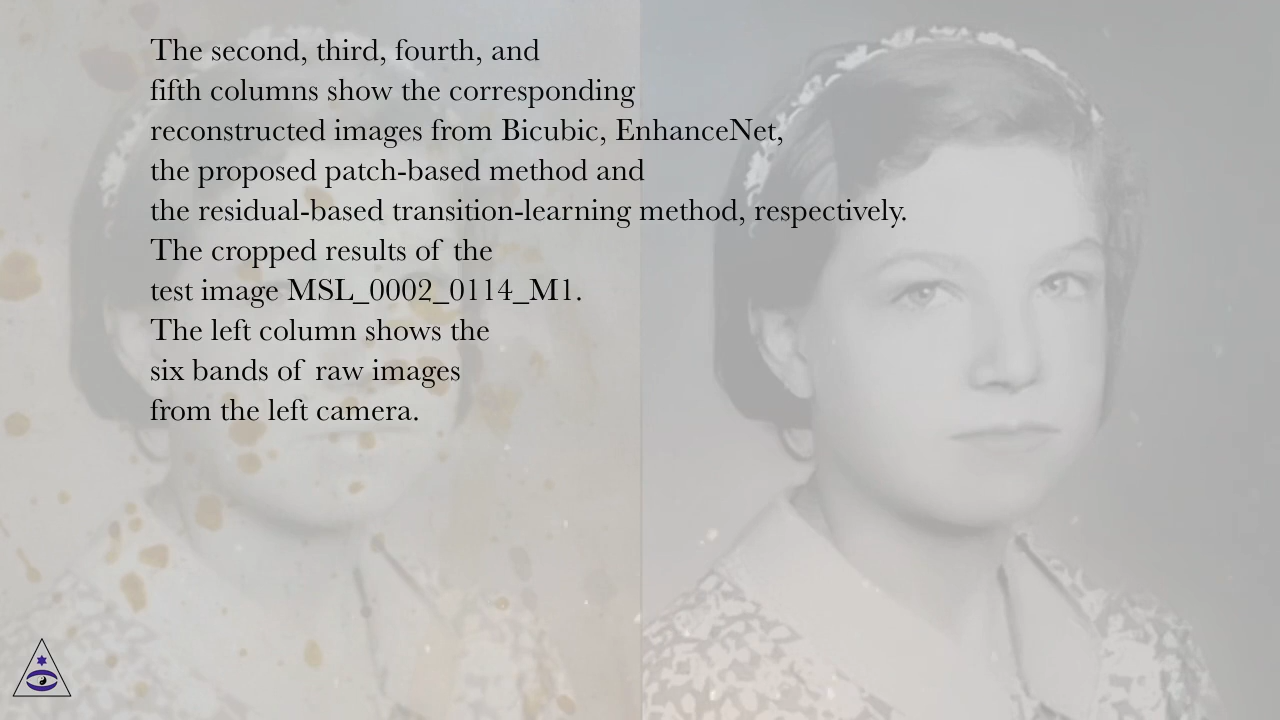 The second, third, fourth, and
fifth columns show the corresponding
reconstructed images from Bicubic, EnhanceNet,
the proposed patch-based method and
the residual-based transition-learning method, respectively.
The cropped results of the
test image MSL_0002_0114_M1.
The left column shows the
six bands of raw images
from the left camera.